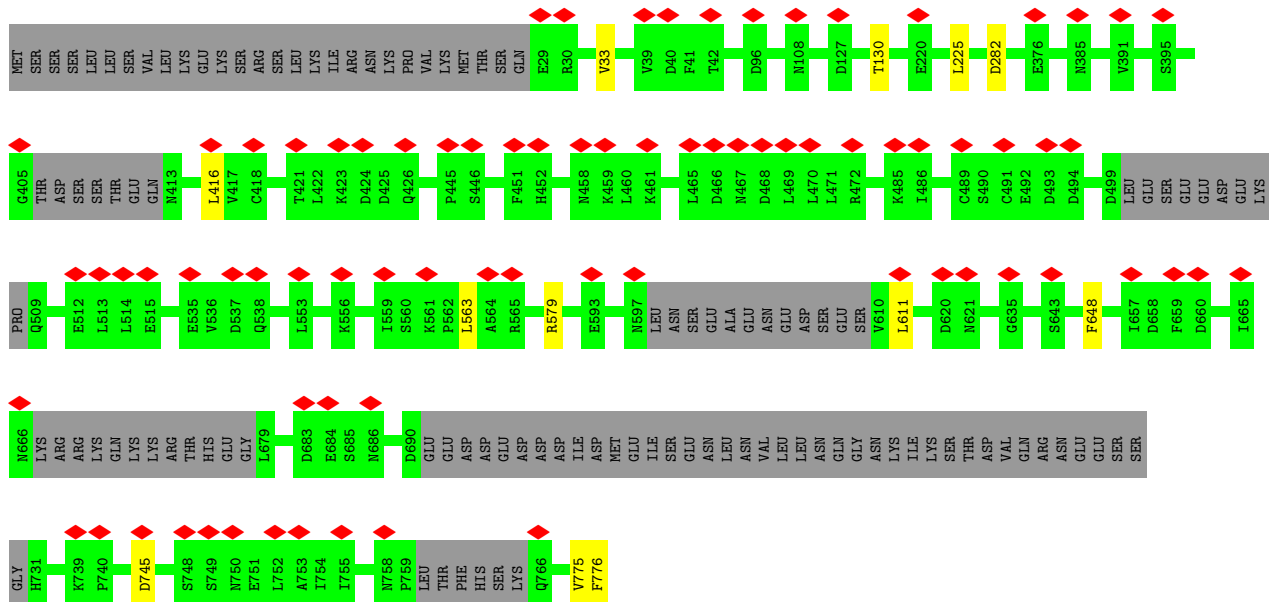 MET SER SER SER LEU LEU SER VAL LEU LYS GLU LYS SER ARG SER LEU LYS ILE ARG ASN LYS PRO VAL LYS MET THR SER GLN E29 R30 V33 V39 D40 F41 T42 D96 N108 D127 T130 E220 L225 D282 E376 N385 V391 S395
G405 THR ASP SER SER THR GLU GLN N413 L416 V417 C418 T421 L422 K423 D424 D425 Q426 P445 S446 F451 H452 N458 K459 L460 K461 L465 D466 N467 D468 L469 L470 L471 R472 K485 I486 C489 S490 C491 E492 D493 D494 D499 LEU GLU SER GLU GLU ASP GLU LYS
PRO Q509 E512 L513 L514 E515 E535 V536 D537 Q538 L553 K556 I559 S560 K561 P562 L563 A564 R565 R579 E593 N597 LEU ASN SER GLU ALA GLU ASN GLU ASP SER GLU SER V610 L611 D620 N621 G635 S643 F648 I657 D658 F659 D660 I665
N666 LYS ARG ARG LYS GLN LYS LYS ARG THR HIS GLU GLY L679 D683 E684 S685 N686 D690 GLU GLU ASP ASP GLU ASP ASP ASP ILE ASP MET GLU ILE SER GLU ASN LEU ASN VAL LEU LEU ASN GLN GLY ASN LYS ILE LYS SER THR ASP VAL GLN ARG ASN GLU GLU SER SER
GLY H731 K739 P740 D745 S748 S749 N750 E751 L752 A753 I754 I755 N758 P759 LEU THR PHE HIS SER LYS Q766 V775 F776